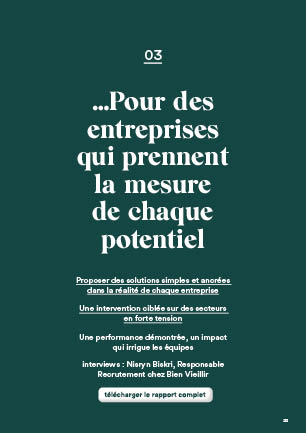 03
...Pour des
entreprises
qui prennent
la mesure
de chaque
potentiel
Proposer des solutions simples et ancrées
dans la réalité de chaque entreprise
Une intervention ciblée sur des secteurs
en forte tension
Une performance démontrée, un impact
qui irrigue les équipes
interviews : Nisryn Biskri, Responsable
Recrutement chez Bien Vieillir
télécharger le rapport complet